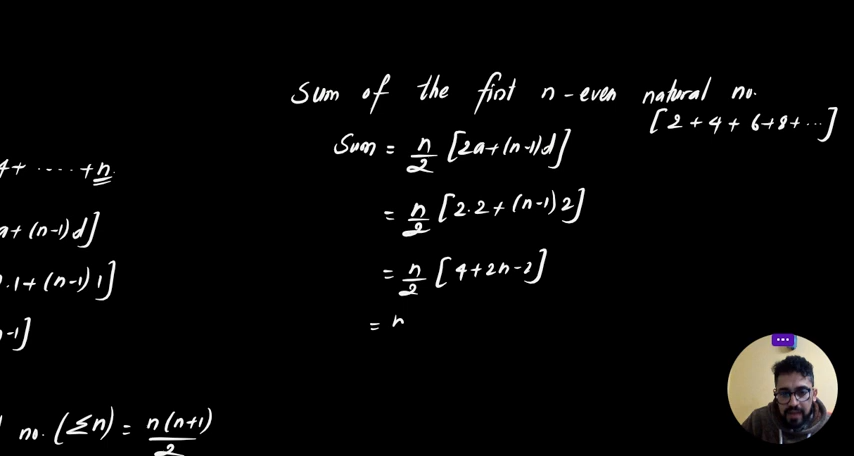 Sum of the first n-even natural no.
[2+4+6+8+...]
Sum = n/2 [2a+(n-1)d]
= n/2 [2.2+(n-1)2]
= n/2 [4+2n-2]
= n
4+.....+n.
a+(n-1)d]
.1+(n-1)1]
-1]
no. (Σn) = n(n+1)/2